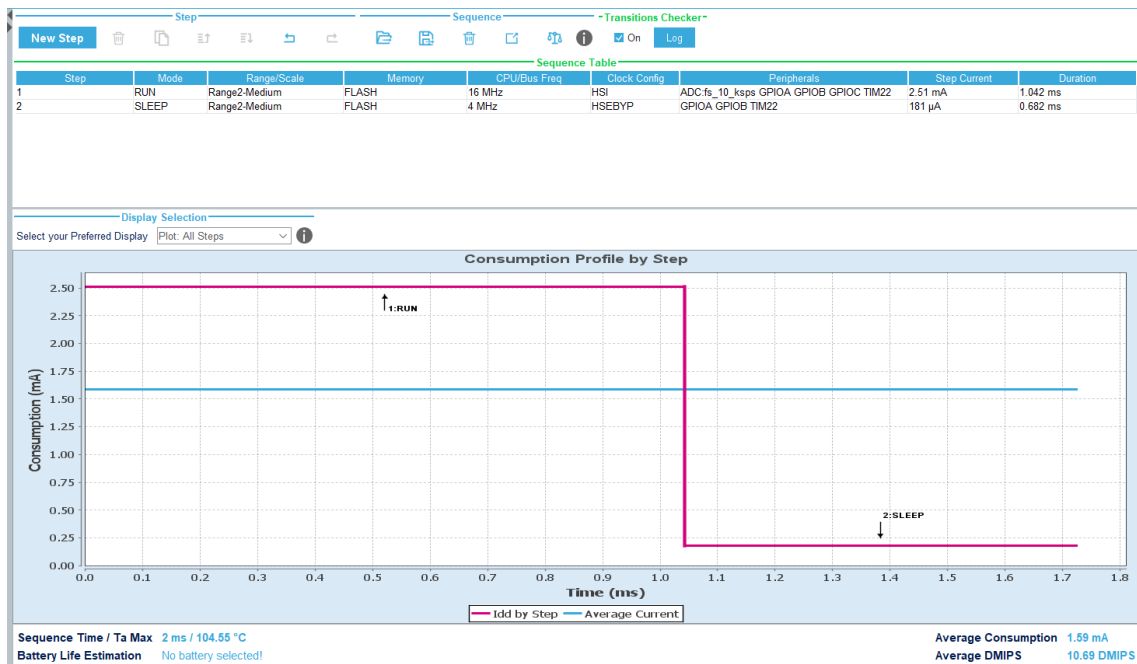 Step Sequence Transitions Checker
New Step On Log
Sequence Table
Step Mode Range/Scale Memory CPU/Bus Freq Clock Config Peripherals Step Current Duration
1 RUN Range2-Medium FLASH 16 MHz HSI ADC:fs_10_ksps GPIOA GPIOB GPIOC TIM22 2.51 mA 1.042 ms
2 SLEEP Range2-Medium FLASH 4 MHz HSEBYP GPIOA GPIOB TIM22 181 µA 0.682 ms
Display Selection
Select your Preferred Display Plot: All Steps
Consumption Profile by Step
Consumption (mA)
2.50
1:RUN
2.25
2.00
1.75
1.50
1.25
1.00
0.75
0.50
2:SLEEP
0.25
0.00
0.0 0.1 0.2 0.3 0.4 0.5 0.6 0.7 0.8 0.9 1.0 1.1 1.2 1.3 1.4 1.5 1.6 1.7 1.8
Time (ms)
Idd by Step Average Current
Sequence Time / Ta Max 2 ms / 104.55 °C Average Consumption 1.59 mA
Battery Life Estimation No battery selected! Average DMIPS 10.69 DMIPS